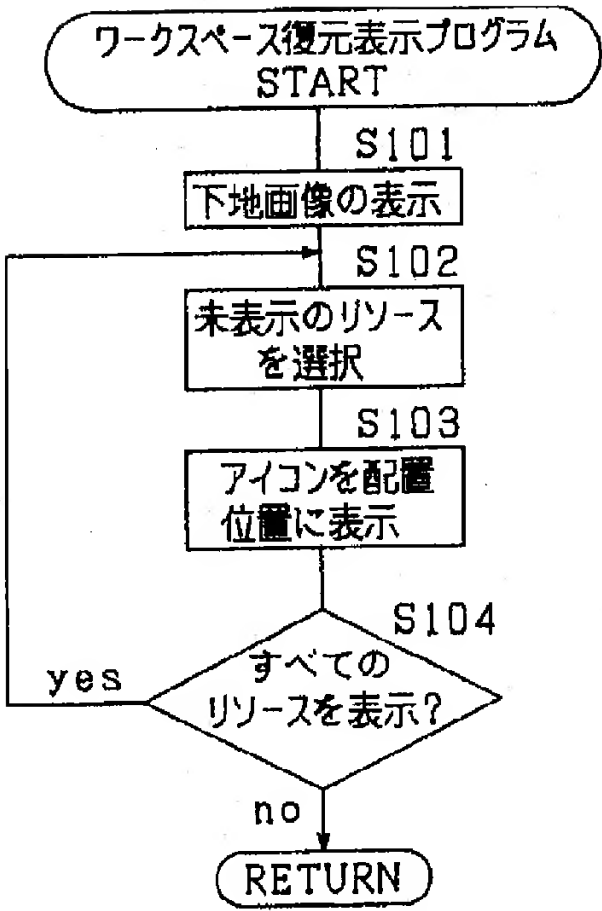 ワークスペース復元表示プログラム
START
S101
下地画像の表示
S102
未表示のリソース
を選択
S103
アイコンを配置
位置に表示
S104
すべての
リソースを表示?
yes
no
RETURN